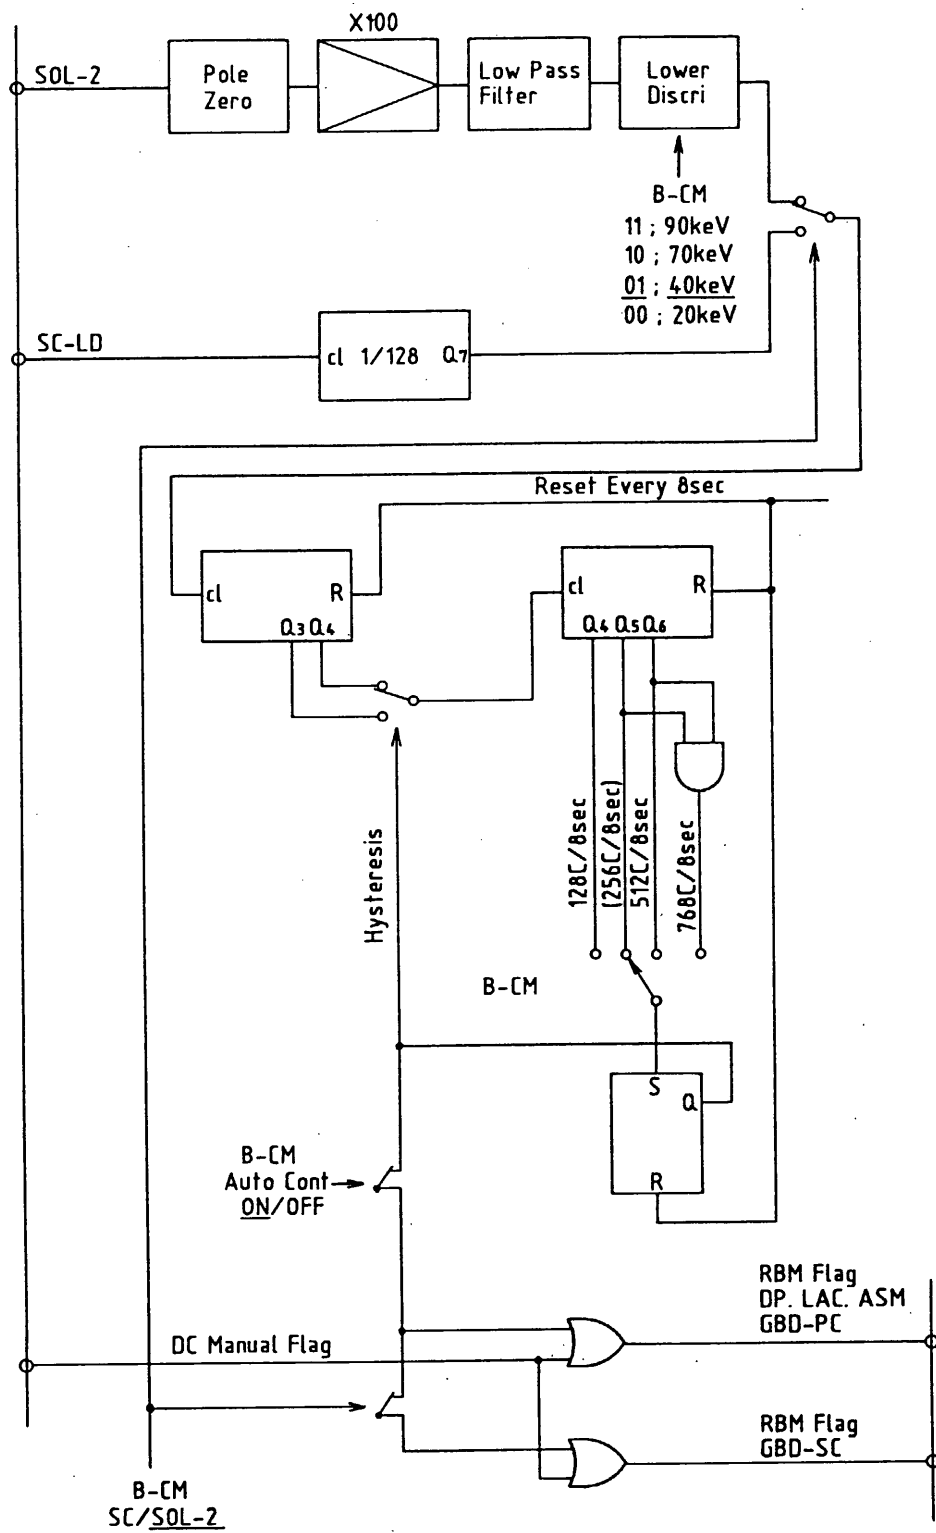 X100
SOL-2
Pole
Zero
Low Pass
Filter
Lower
Discri
B-CM
11 ; 90keV
10 ; 70keV
01 ; 40keV
00 ; 20keV
SC-LD
cl 1/128 Q7
Reset Every 8sec
cl R
Q3 Q4
cl R
Q4 Q5 Q6
Hysteresis
128C/8sec
(256C/8sec)
512C/8sec
768C/8sec
B-CM
S
Q
R
B-CM
Auto Cont
ON/OFF
RBM Flag
DP. LAC. ASM
GBD-PC
DC Manual Flag
RBM Flag
GBD-SC
B-CM
SC/SOL-2